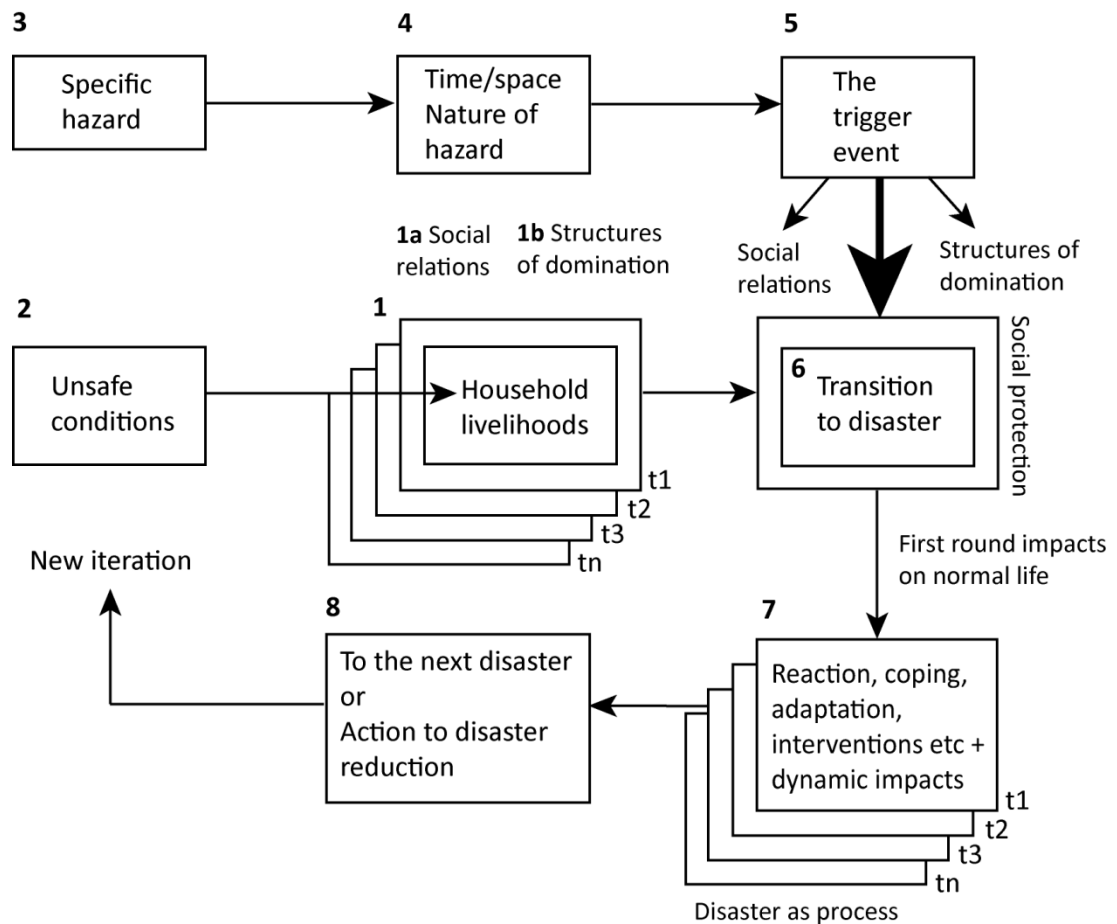 3
Specific
hazard
4
Time/space
Nature of
hazard
5
The
trigger
event
1a Social
relations
1b Structures
of domination
Social
relations
Structures of
domination
2
Unsafe
conditions
1
Household
livelihoods
t1
t2
t3
tn
6
Transition
to disaster
Social protection
First round impacts
on normal life
New iteration
8
To the next disaster
or
Action to disaster
reduction
7
Reaction, coping,
adaptation,
interventions etc +
dynamic impacts
t1
t2
t3
tn
Disaster as process